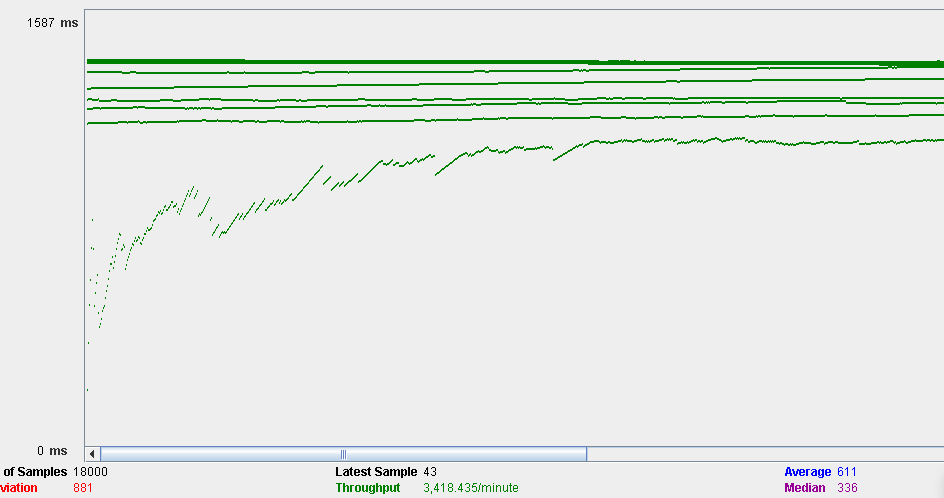 1587 ms
0 ms
of Samples 18000 Latest Sample 43 Average 611
viation 881 Throughput 3,418.435/minute Median 336